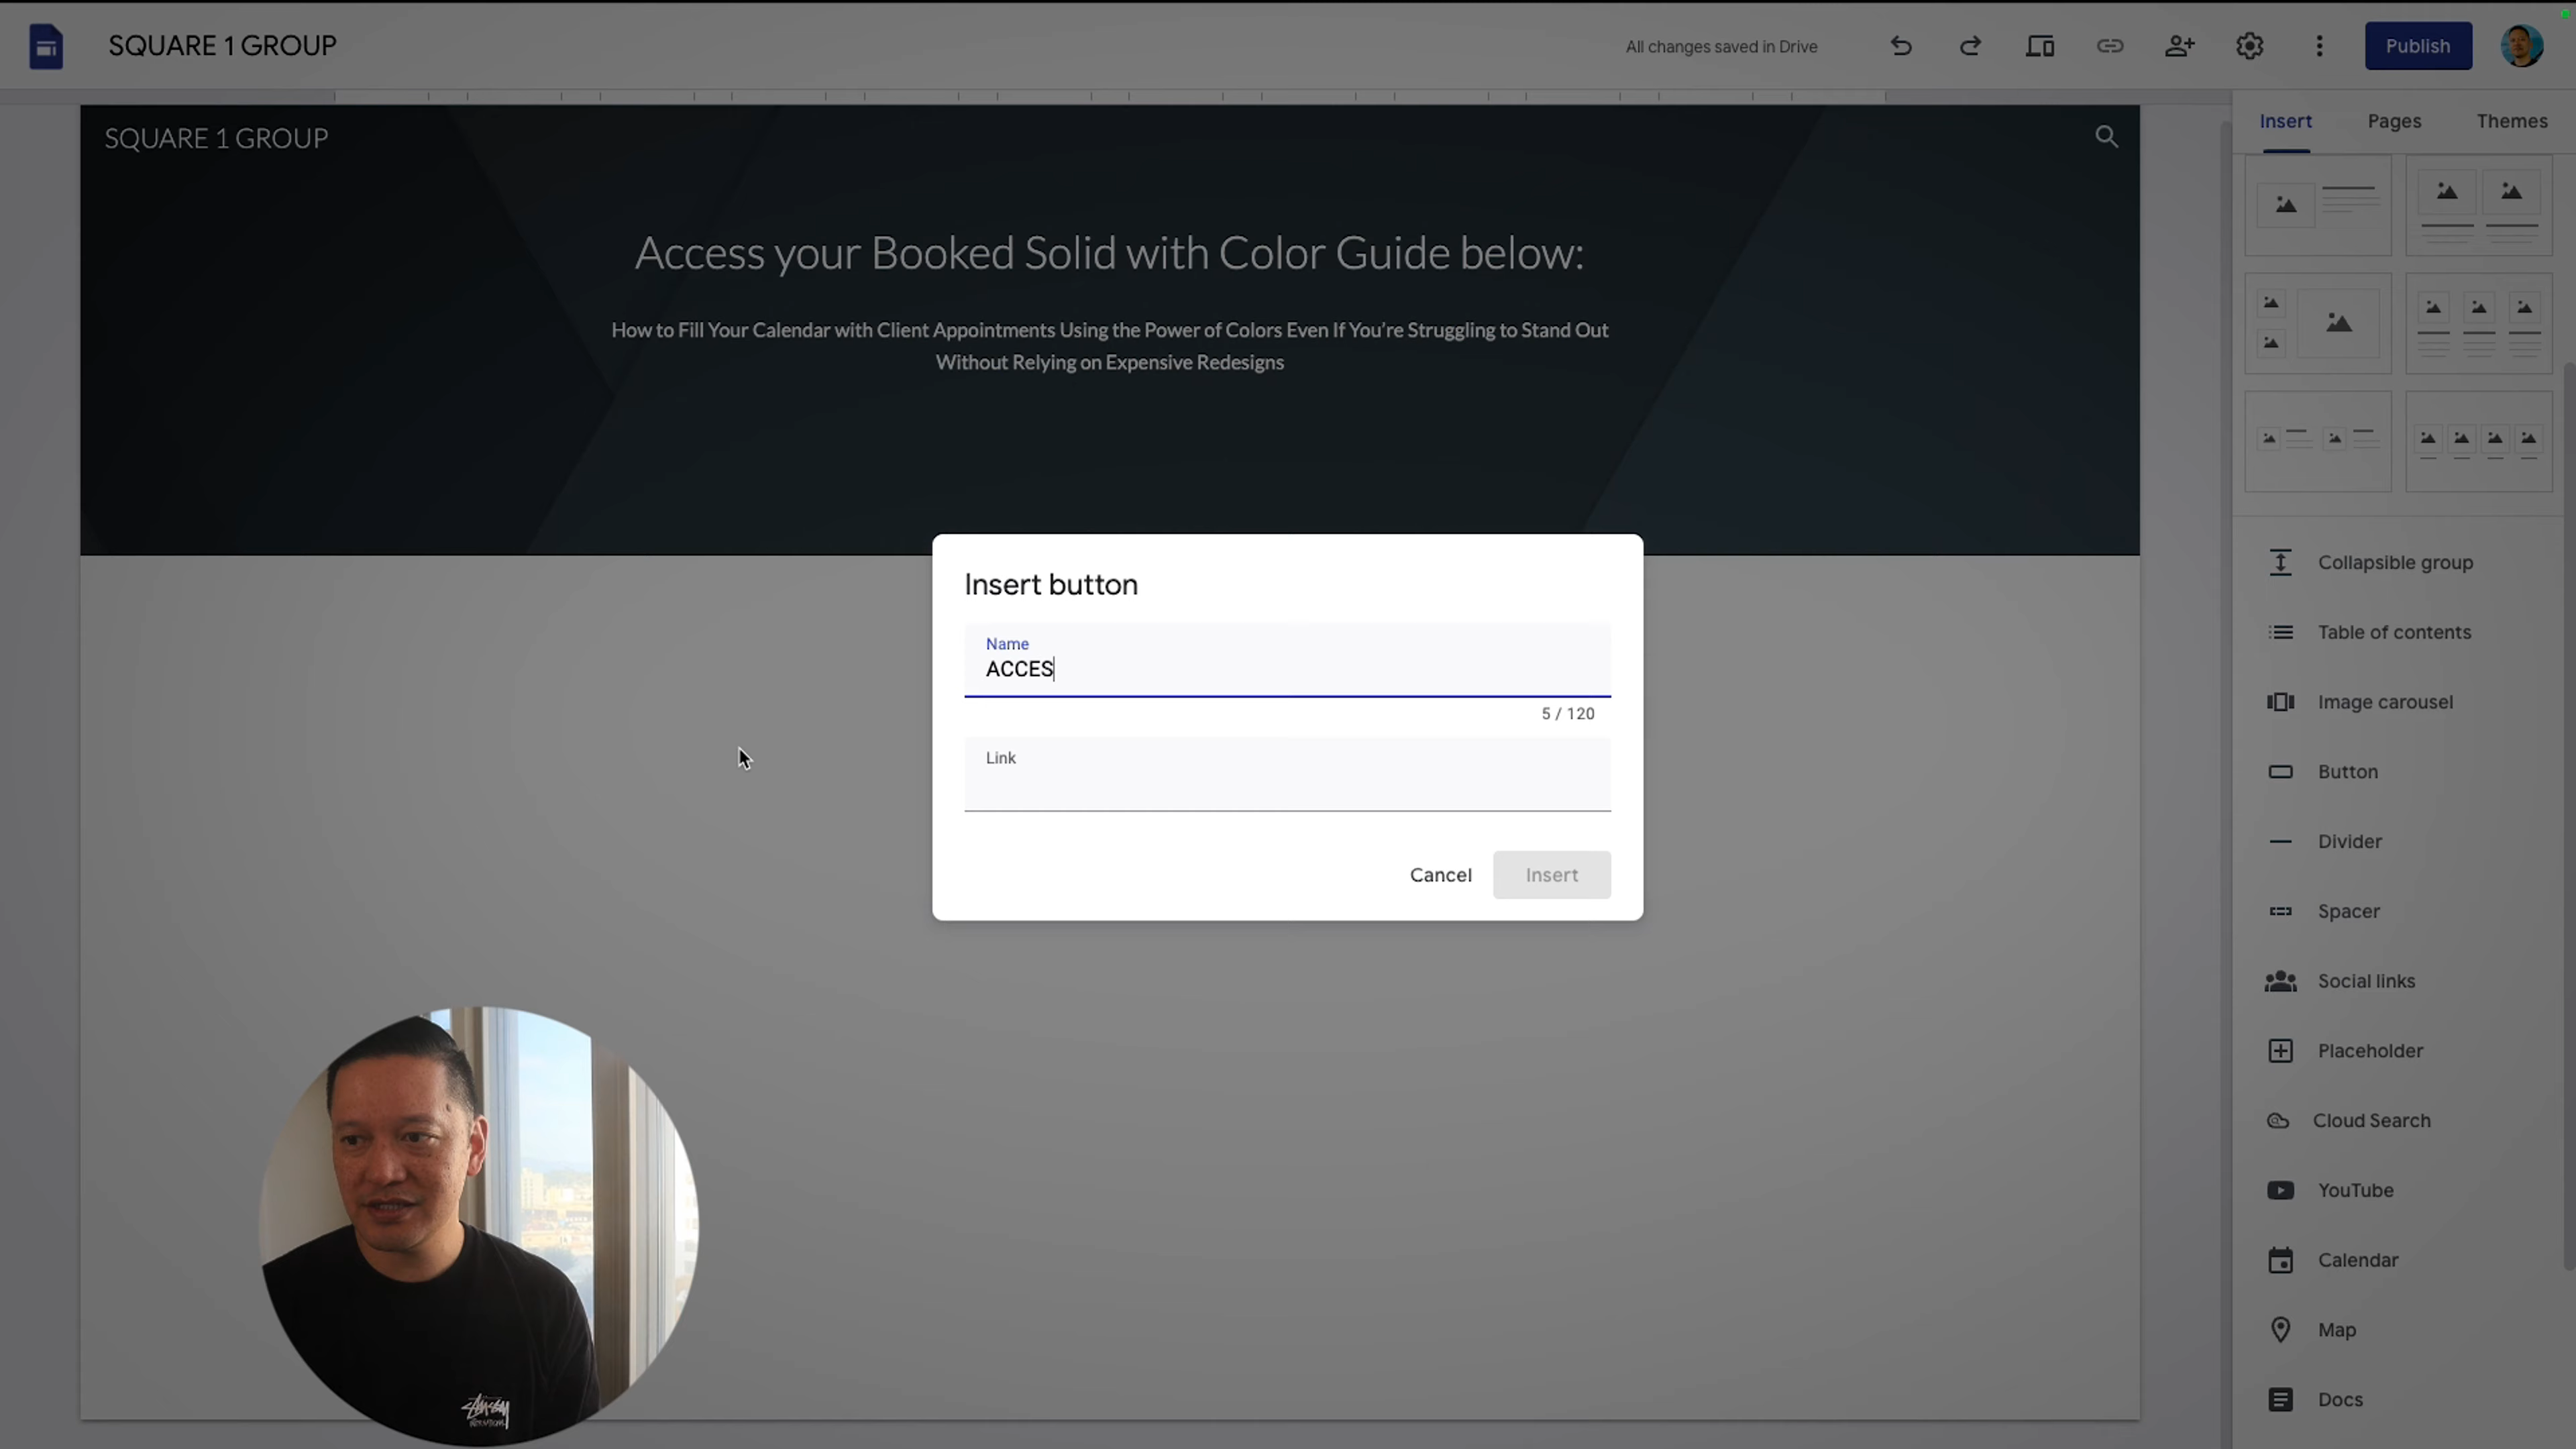 SQUARE 1 GROUP
All changes saved in Drive
Publish
SQUARE 1 GROUP
Access your Booked Solid with Color Guide below:
How to Fill Your Calendar with Client Appointments Using the Power of Colors Even If You’re Struggling to Stand Out
Without Relying on Expensive Redesigns
Insert button
Name
ACCES
5 / 120
Link
Cancel
Insert
Insert
Pages
Themes
Collapsible group
Table of contents
Image carousel
Button
Divider
Spacer
Social links
Placeholder
Cloud Search
YouTube
Calendar
Map
Docs